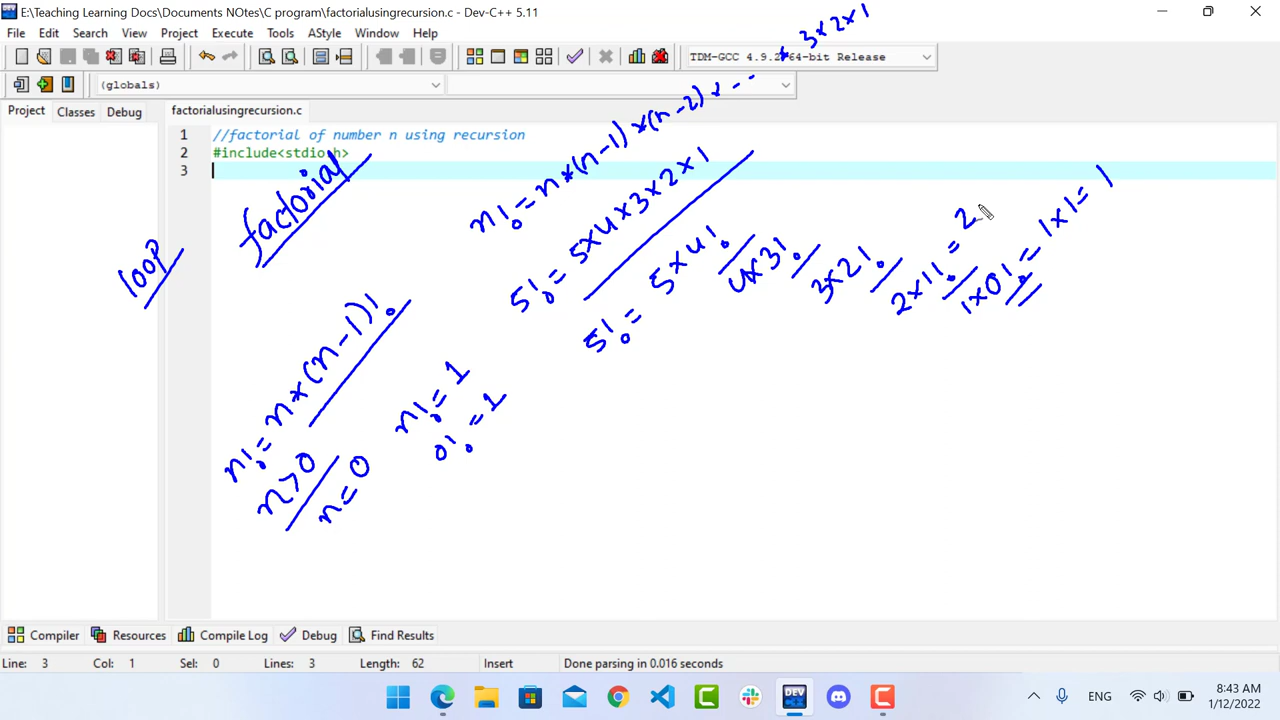 E:\Teaching Learning Docs\Documents NOtes\C program\factorialusingrecursion.c - Dev-C++ 5.11
File Edit Search View Project Execute Tools AStyle Window Help
TDM-GCC 4.9.2 64-bit Release
(globals)
Project Classes Debug factorialusingrecursion.c
1 //factorial of number n using recursion
2 #include<stdio.h>
3
factorial
loop
n! = n*(n-1)*(n-2)*... * 3×2×1
5! = 5×4×3×2×1
5! = 5×4!
4×3!
3×2!
2×1! = 2
1×0! = 1×1 = 1
n! = n*(n-1)!
n>0
n=0
n! = 1
0! = 1
Compiler Resources Compile Log Debug Find Results
Line: 3 Col: 1 Sel: 0 Lines: 3 Length: 62 Insert Done parsing in 0.016 seconds
DEV
ENG
8:43 AM
1/12/2022